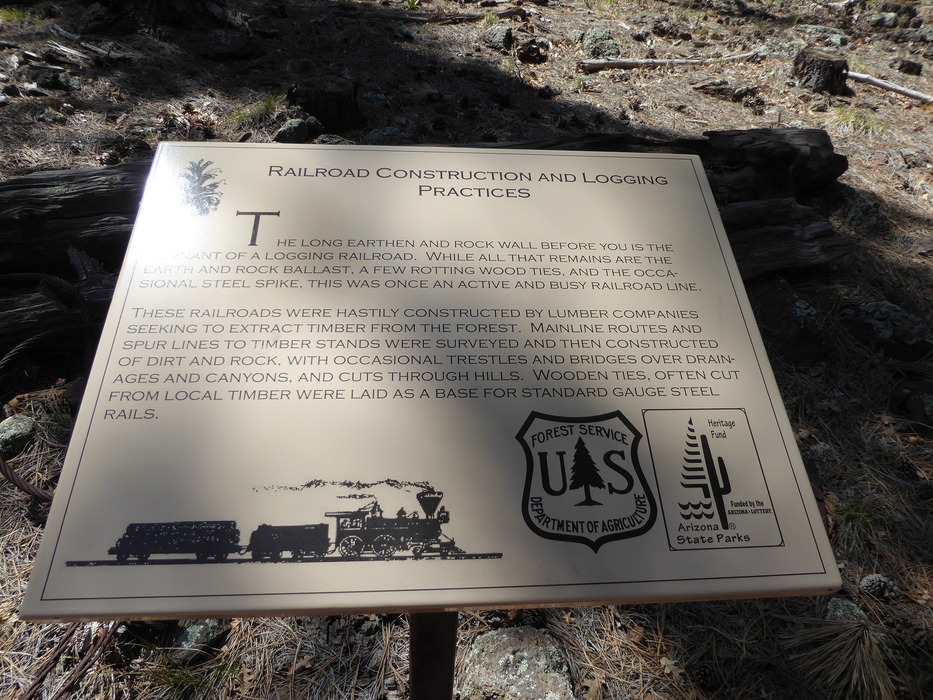 RAILROAD CONSTRUCTION AND LOGGING
PRACTICES
THE LONG EARTHEN AND ROCK WALL BEFORE YOU IS THE
REMNANT OF A LOGGING RAILROAD. WHILE ALL THAT REMAINS ARE THE
EARTH AND ROCK BALLAST, A FEW ROTTING WOOD TIES, AND THE OCCA-
SIONAL STEEL SPIKE, THIS WAS ONCE AN ACTIVE AND BUSY RAILROAD LINE.
THESE RAILROADS WERE HASTILY CONSTRUCTED BY LUMBER COMPANIES
SEEKING TO EXTRACT TIMBER FROM THE FOREST. MAINLINE ROUTES AND
SPUR LINES TO TIMBER STANDS WERE SURVEYED AND THEN CONSTRUCTED
OF DIRT AND ROCK, WITH OCCASIONAL TRESTLES AND BRIDGES OVER DRAIN-
AGES AND CANYONS, AND CUTS THROUGH HILLS. WOODEN TIES, OFTEN CUT
FROM LOCAL TIMBER WERE LAID AS A BASE FOR STANDARD GAUGE STEEL
RAILS.
FOREST SERVICE
US
DEPARTMENT OF AGRICULTURE
Heritage
Fund
Funded by the
ARIZONA LOTTERY
Arizona ®
State Parks